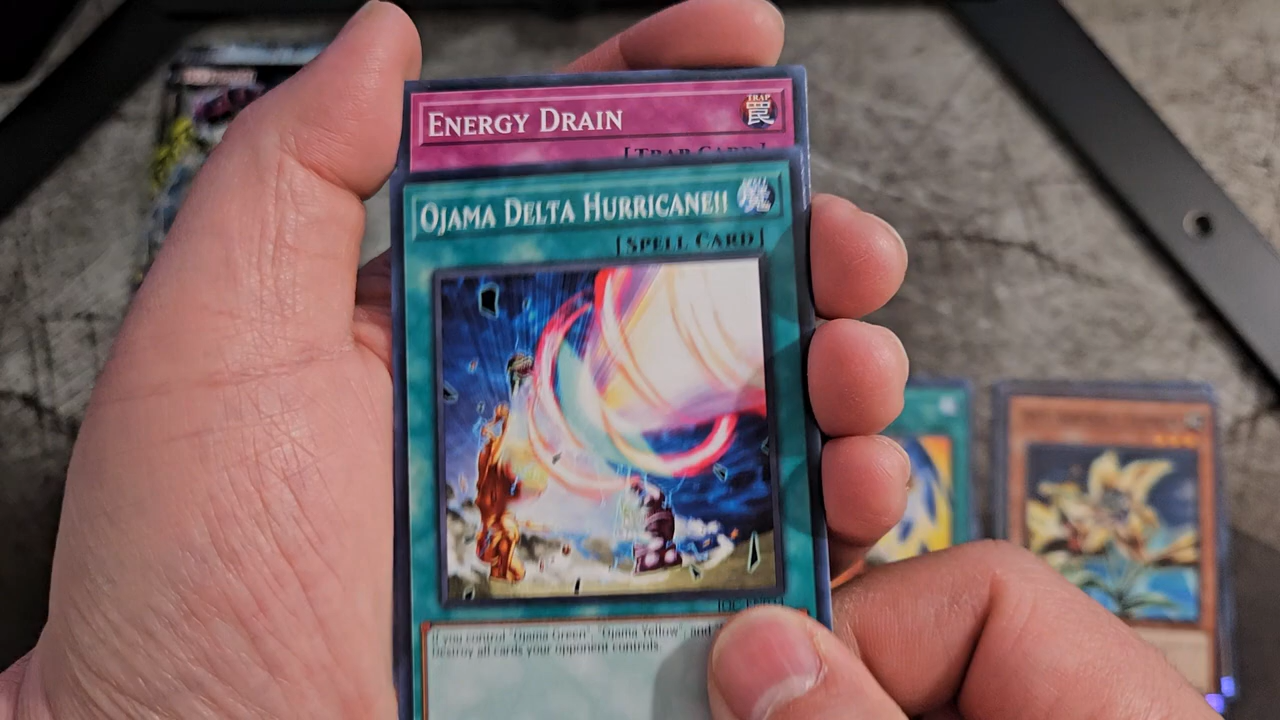 ENERGY DRAIN
TRAP
罠
[TRAP CARD]
OJAMA DELTA HURRICANE!!
魔
[SPELL CARD]
If you control "Ojama Green", "Ojama Yellow", and
destroy all cards your opponent controls.